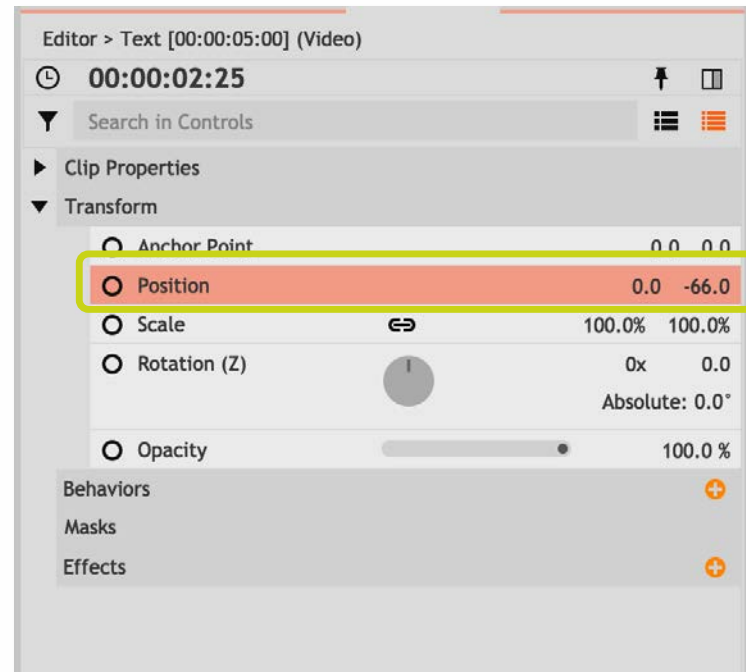 Editor > Text [00:00:05:00] (Video)
00:00:02:25
Search in Controls
Clip Properties
Transform
Anchor Point 0.0 0.0
Position 0.0 -66.0
Scale 100.0% 100.0%
Rotation (Z) 0x 0.0
Absolute: 0.0°
Opacity 100.0 %
Behaviors
Masks
Effects